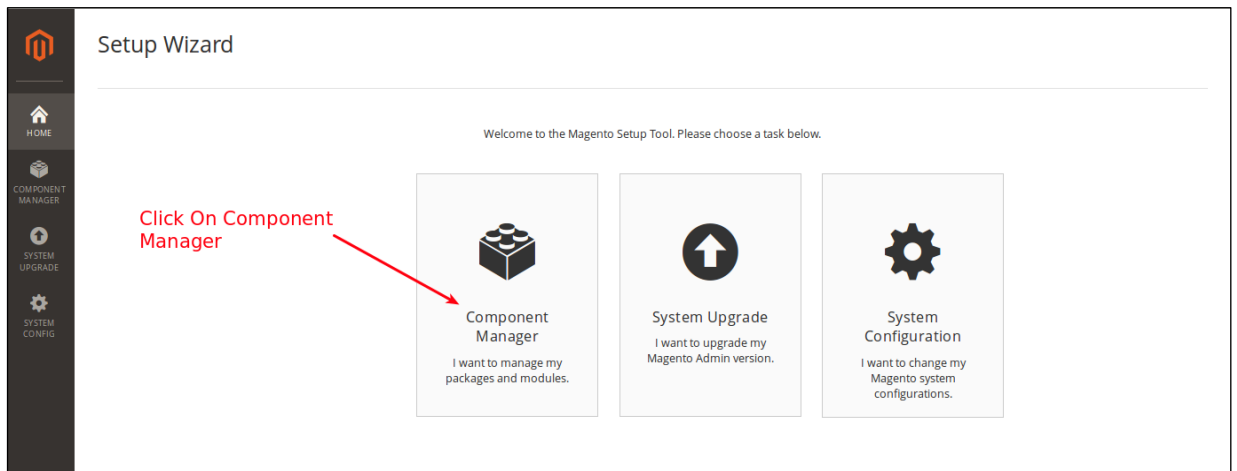 Setup Wizard
HOME
COMPONENT
MANAGER
SYSTEM
UPGRADE
SYSTEM
CONFIG
Welcome to the Magento Setup Tool. Please choose a task below.
Click On Component
Manager
Component
Manager
I want to manage my
packages and modules.
System Upgrade
I want to upgrade my
Magento Admin version.
System
Configuration
I want to change my
Magento system
configurations.